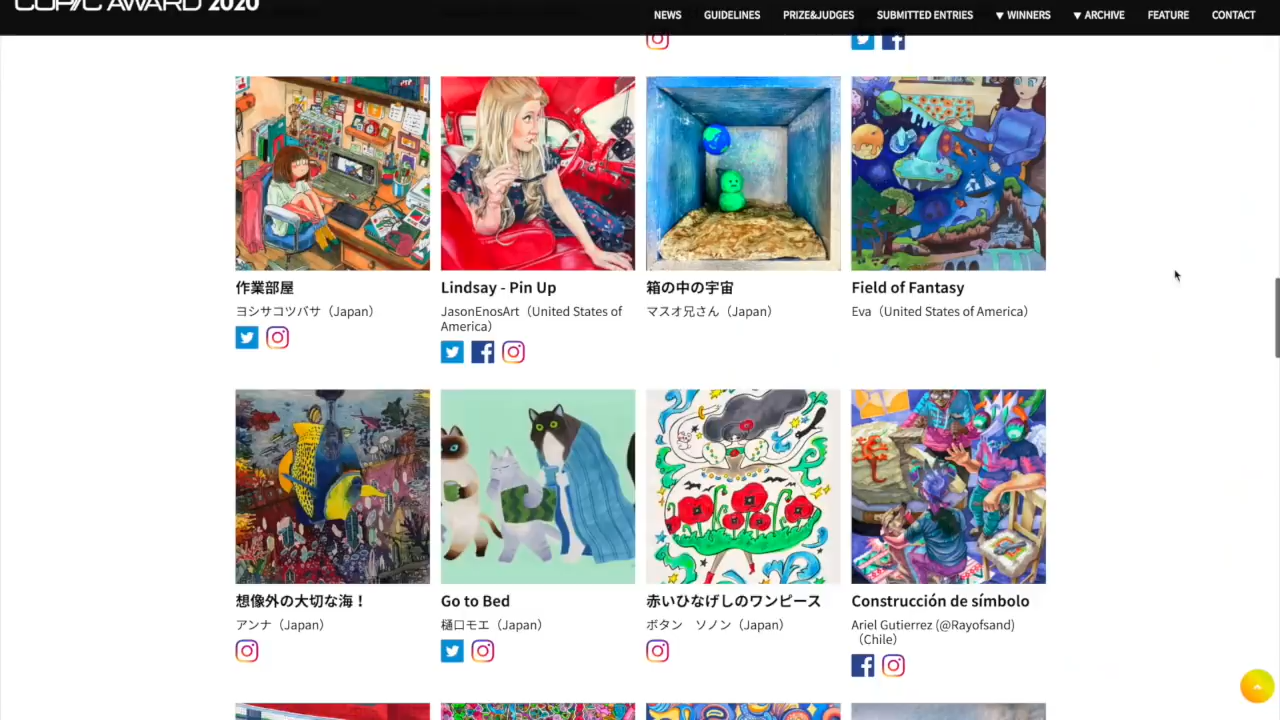 COPIC AWARD 2020
NEWS GUIDELINES PRIZE&JUDGES SUBMITTED ENTRIES ▼ WINNERS ▼ ARCHIVE FEATURE CONTACT
作業部屋
ヨシサコツバサ（Japan）
Lindsay - Pin Up
JasonEnosArt（United States of
America）
箱の中の宇宙
マスオ兄さん（Japan）
Field of Fantasy
Eva（United States of America）
想像外の大切な海！
アンナ（Japan）
Go to Bed
樋口モエ（Japan）
赤いひなげしのワンピース
ボタン　ソノン（Japan）
Construcción de símbolo
Ariel Gutierrez (@Rayofsand)
（Chile）